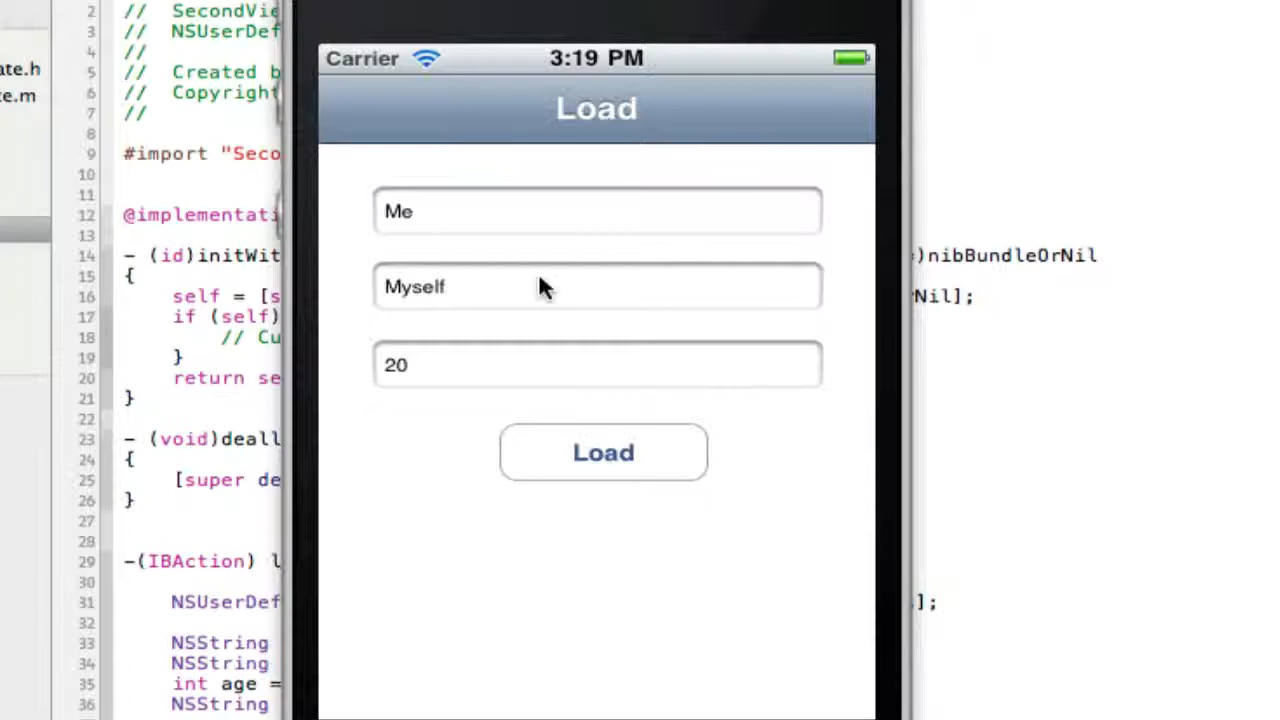 2 // SecondVie
3 // NSUserDef
4 //
5 // Created b
6 // Copyright
7 //
8
9 #import "Seco
10
11
12 @implementati
13
14 - (id)initWit )nibBundleOrNil
15 {
16 self = [s rNil];
17 if (self)
18 // Cu
19 }
20 return se
21 }
22
23 - (void)deall
24 {
25 [super de
26 }
27
28
29 -(IBAction) l
30
31 NSUserDef ];
32
33 NSString
34 NSString
35 int age =
36 NSString
ate.h
te.m
Carrier 3:19 PM
Load
Me
Myself
20
Load